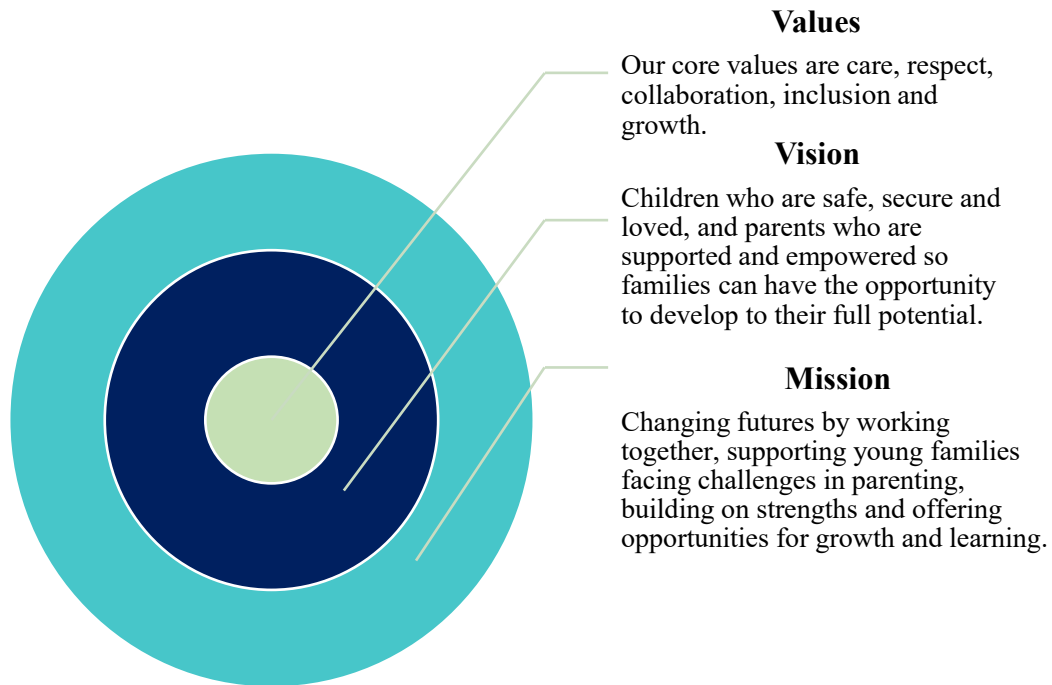 Values
Our core values are care, respect,
collaboration, inclusion and
growth.
Vision
Children who are safe, secure and
loved, and parents who are
supported and empowered so
families can have the opportunity
to develop to their full potential.
Mission
Changing futures by working
together, supporting young families
facing challenges in parenting,
building on strengths and offering
opportunities for growth and learning.